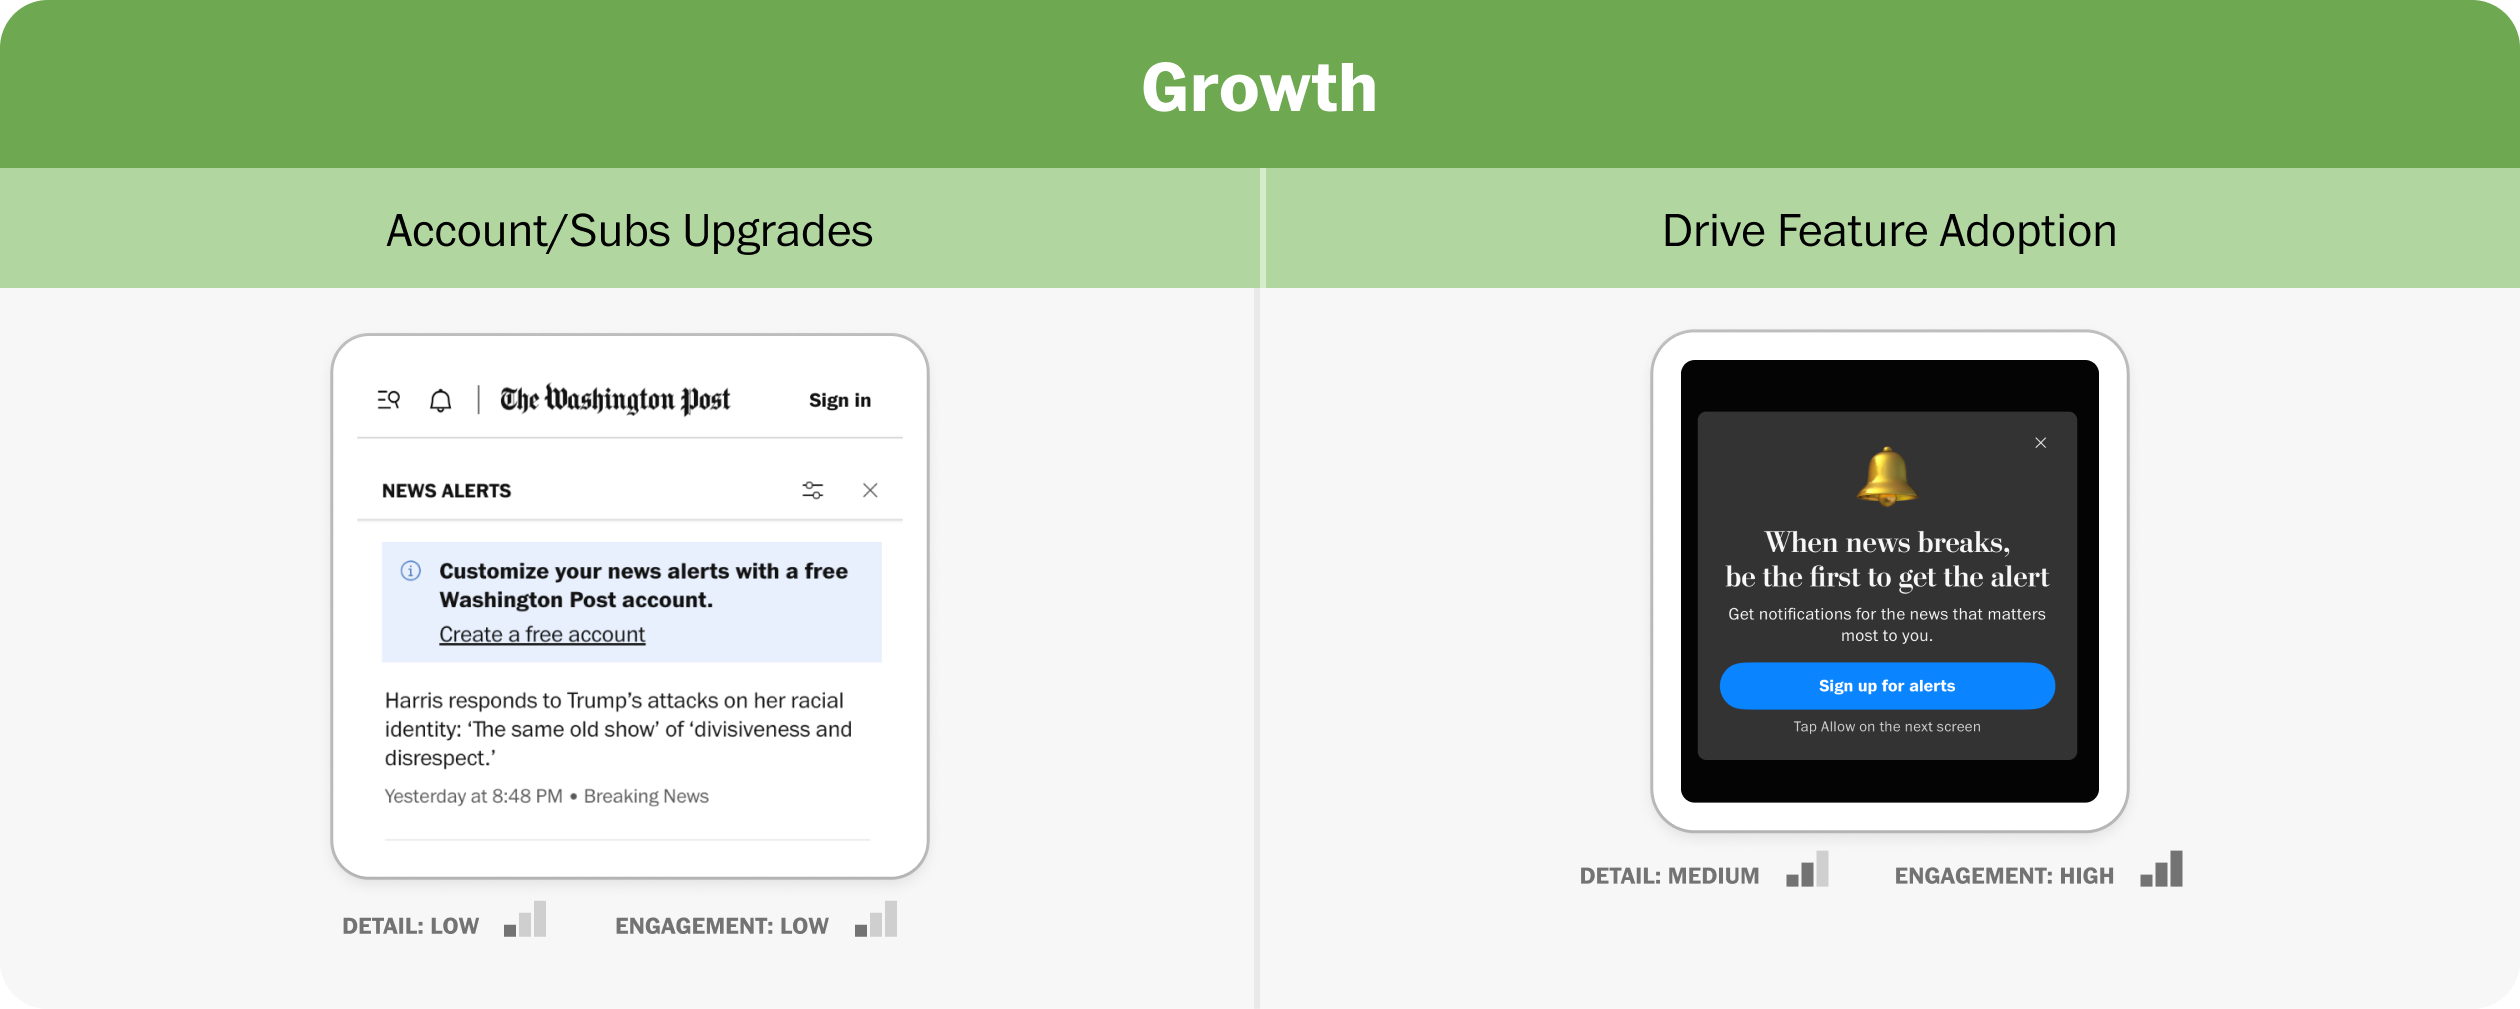 Growth
Account/Subs Upgrades
Drive Feature Adoption
The Washington Post
Sign in
NEWS ALERTS
Customize your news alerts with a free
Washington Post account.
Create a free account
Harris responds to Trump’s attacks on her racial
identity: ‘The same old show’ of ‘divisiveness and
disrespect.’
Yesterday at 8:48 PM • Breaking News
DETAIL: LOW
ENGAGEMENT: LOW
When news breaks,
be the first to get the alert
Get notifications for the news that matters
most to you.
Sign up for alerts
Tap Allow on the next screen
DETAIL: MEDIUM
ENGAGEMENT: HIGH